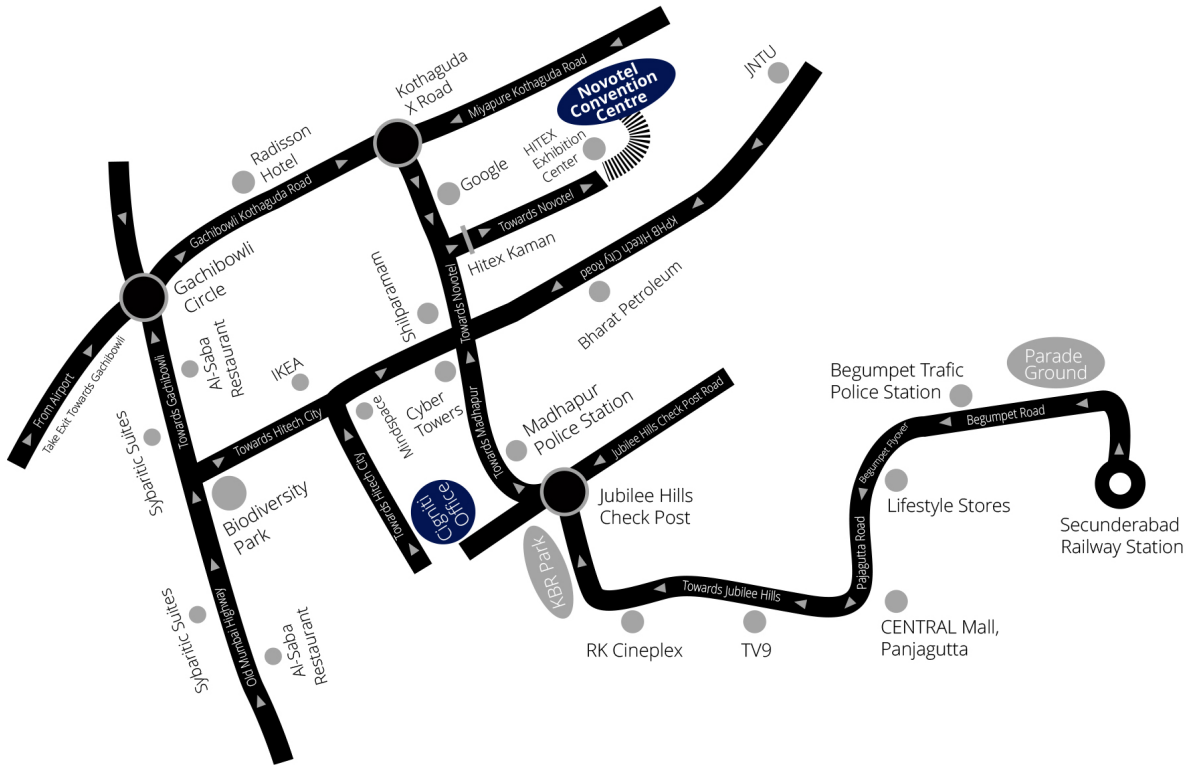 Kothaguda
X Road
Miyapure Kothaguda Road
Novotel
Convention
Centre
JNTU
HITEX
Exhibition
Center
Radisson
Hotel
Google
Gachibowli Kothaguda Road
Towards Novotel
Hitex Kaman
KPHB Hitech City Road
Gachibowli
Circle
Shilparamam
Towards Novotel
Bharat Petroleum
From Airport
Take Exit Towards Gachibowli
Towards Gachibowli
Al-Saba
Restaurant
IKEA
Sybaritic Suites
Towards Hitech City
Mindspace
Cyber
Towers
Towards Madhapur
Madhapur
Police Station
Jubilee Hills Check Post Road
Begumpet Trafic
Police Station
Parade
Ground
Begumpet Road
Begumpet Flyover
Biodiversity
Park
Towards Hitech City
Cigniti
Office
Jubilee Hills
Check Post
Lifestyle Stores
Secunderabad
Railway Station
KBR Park
Pajagutta Road
Towards Jubilee Hills
Sybaritic Suites
Old Mumbai Highway
Al-Saba
Restaurant
RK Cineplex
TV9
CENTRAL Mall,
Panjagutta